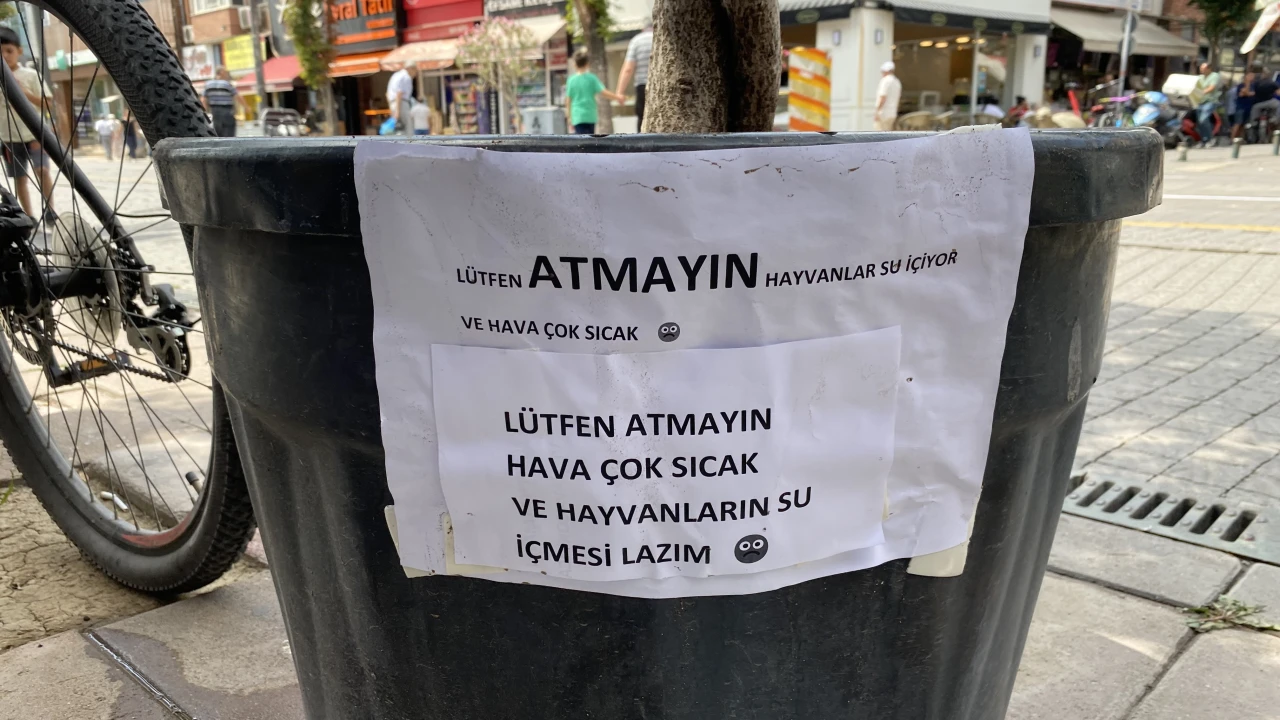 LÜTFEN ATMAYIN HAYVANLAR SU İÇİYOR
VE HAVA ÇOK SICAK
LÜTFEN ATMAYIN
HAVA ÇOK SICAK
VE HAYVANLARIN SU
İÇMESİ LAZIM